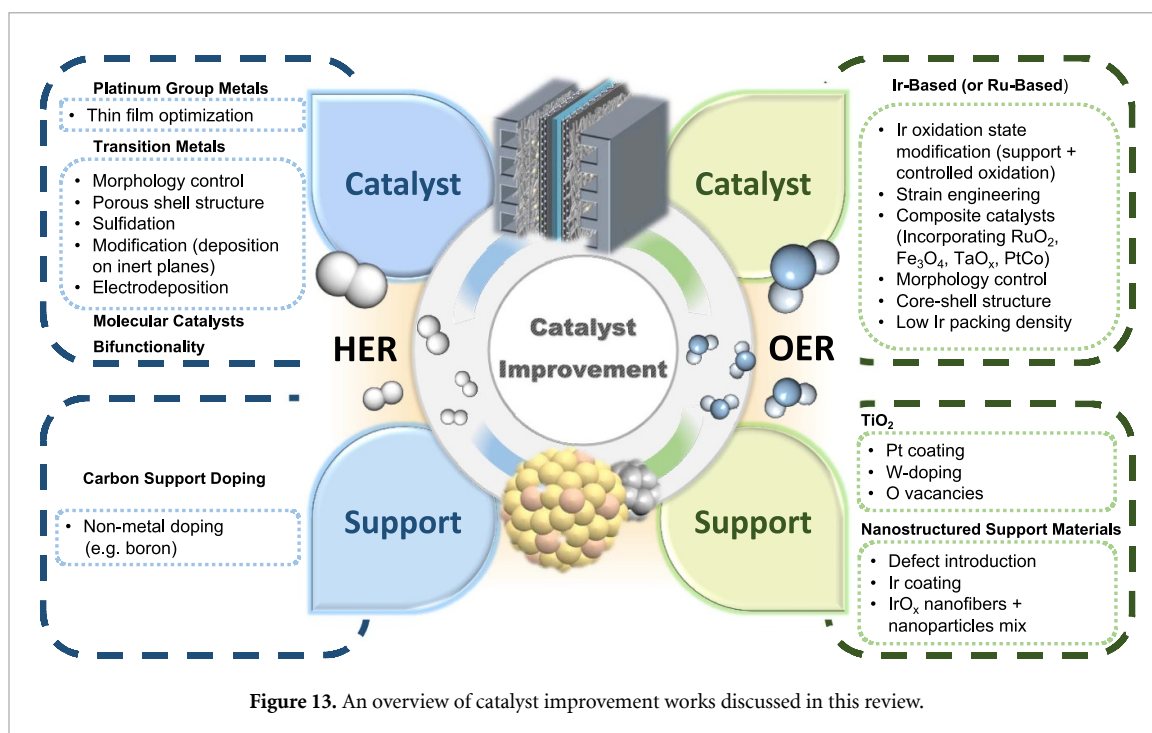 Platinum Group Metals
• Thin film optimization
Transition Metals
• Morphology control
• Porous shell structure
• Sulfidation
• Modification (deposition
on inert planes)
• Electrodeposition
Molecular Catalysts
Bifunctionality
Catalyst
HER
Carbon Support Doping
• Non-metal doping
(e.g. boron)
Support
Catalyst
Improvement
Catalyst
OER
Support
Ir-Based (or Ru-Based)
• Ir oxidation state
modification (support +
controlled oxidation)
• Strain engineering
• Composite catalysts
(Incorporating RuO₂,
Fe₃O₄, TaOₓ, PtCo)
• Morphology control
• Core-shell structure
• Low Ir packing density
TiO₂
• Pt coating
• W-doping
• O vacancies
Nanostructured Support Materials
• Defect introduction
• Ir coating
• IrOₓ nanofibers +
nanoparticles mix
Figure 13. An overview of catalyst improvement works discussed in this review.